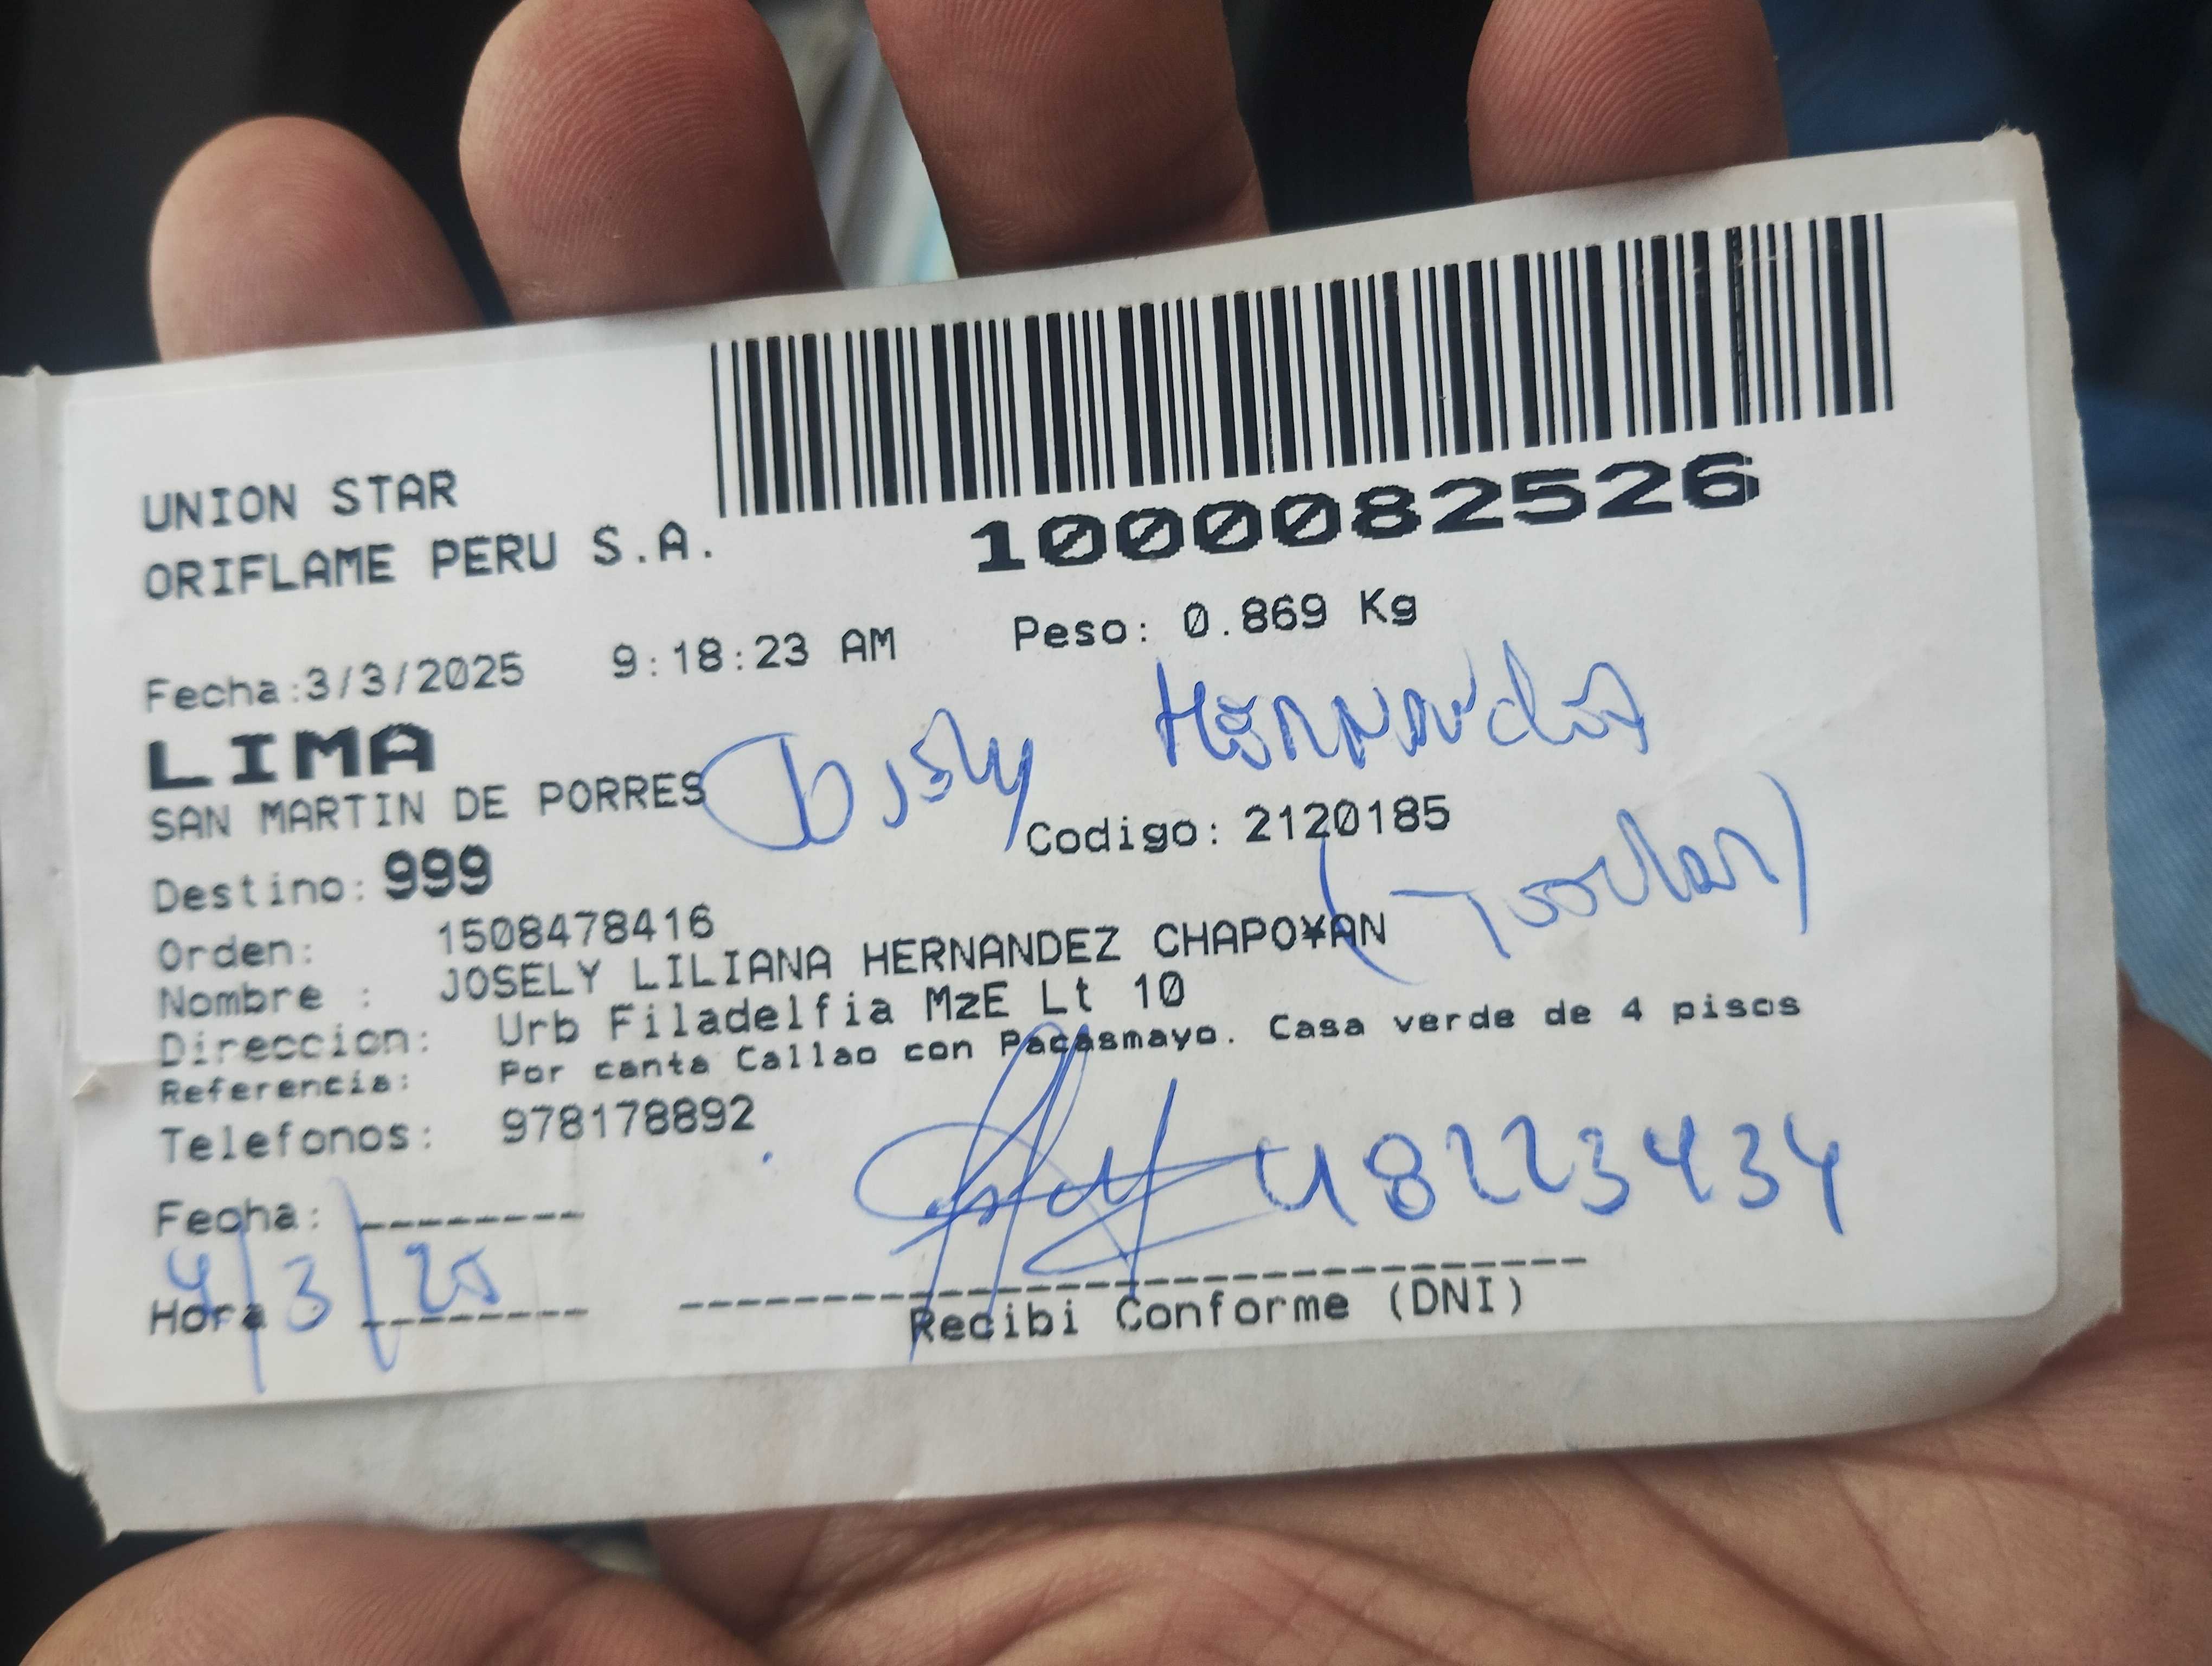 UNION STAR
ORIFLAME PERU S.A.
1000082526
Fecha:3/3/2025 9:18:23 AM Peso: 0.869 Kg
LIMA
SAN MARTIN DE PORRES
Destino: 999 Codigo: 2120185
Orden: 1508478416
Nombre : JOSELY LILIANA HERNANDEZ CHAPO¥AN
Direccion: Urb Filadelfia MzE Lt 10
Referencia: Por canta Callao con Pacasmayo. Casa verde de 4 pisos
Telefonos: 978178892
48223434
Fecha: --------
4/3/25
Hora --------
Recibi Conforme (DNI)